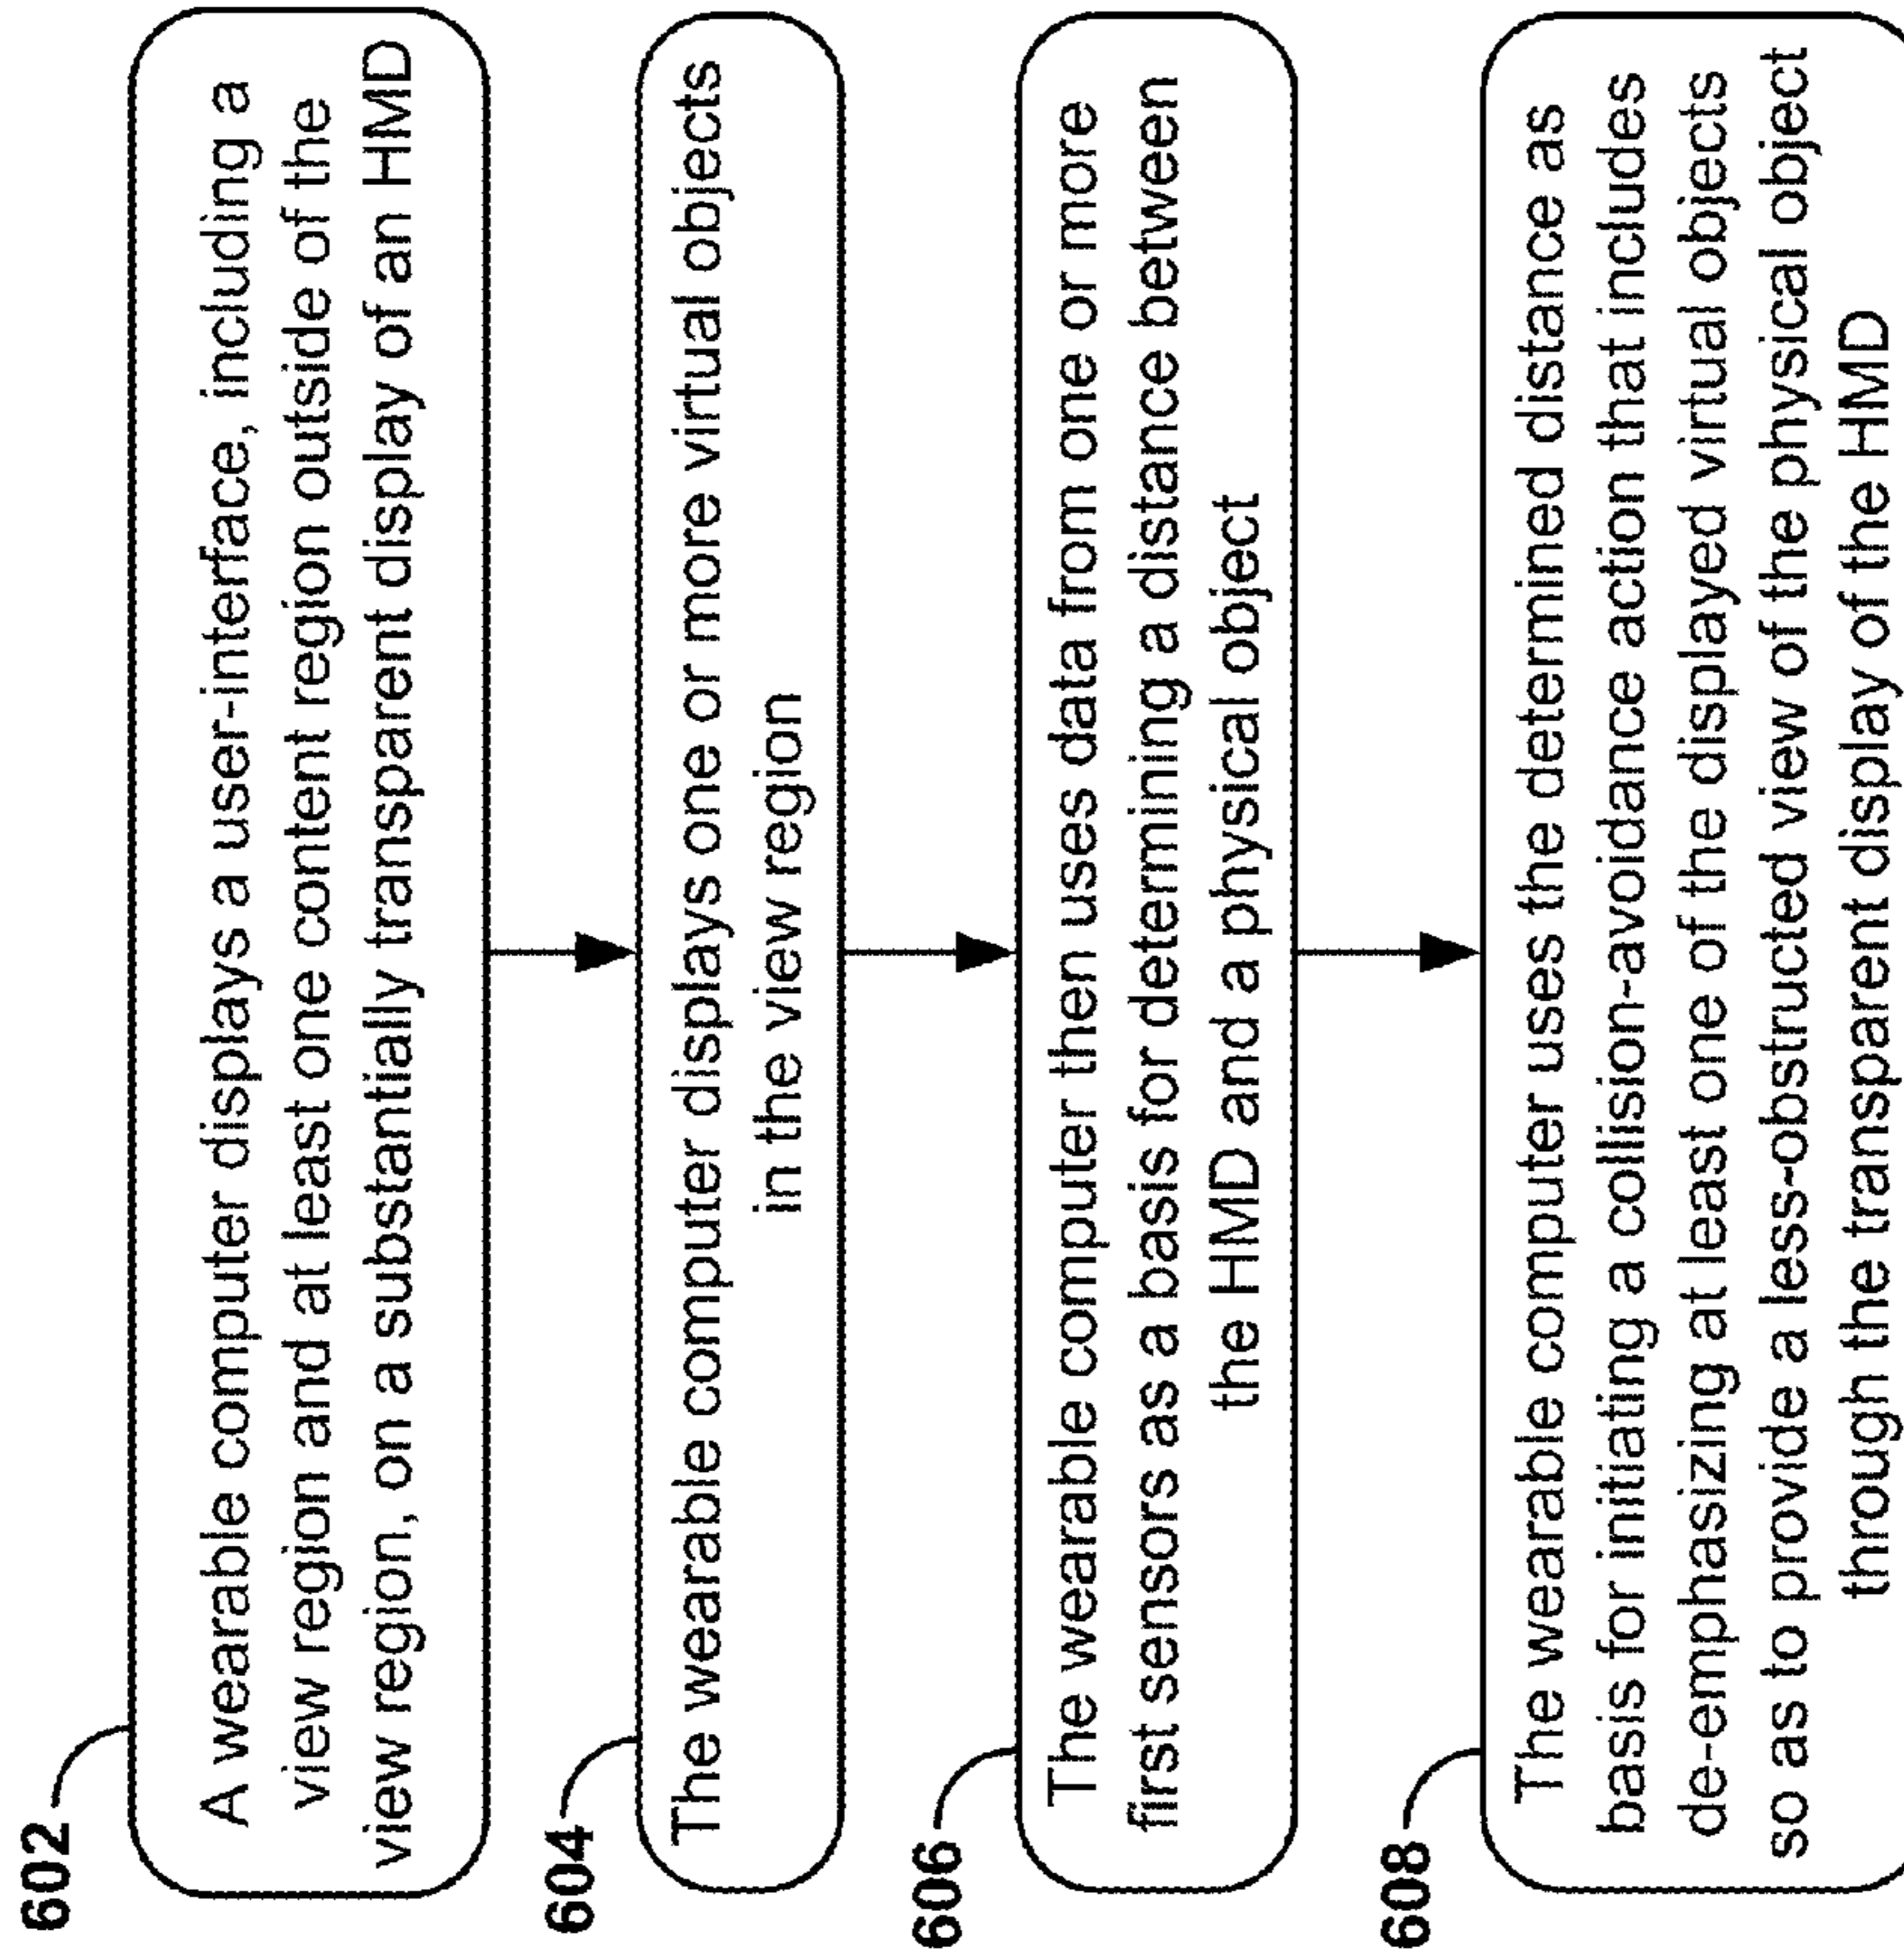 602
A wearable computer displays a user-interface, including a
view region and at least one content region outside of the
view region, on a substantially transparent display of an HMD
604
The wearable computer displays one or more virtual objects
in the view region
606
The wearable computer then uses data from one or more
first sensors as a basis for determining a distance between
the HMD and a physical object
608
The wearable computer uses the determined distance as
basis for initiating a collision-avoidance action that includes
de-emphasizing at least one of the displayed virtual objects
so as to provide a less-obstructed view of the physical object
through the transparent display of the HMD